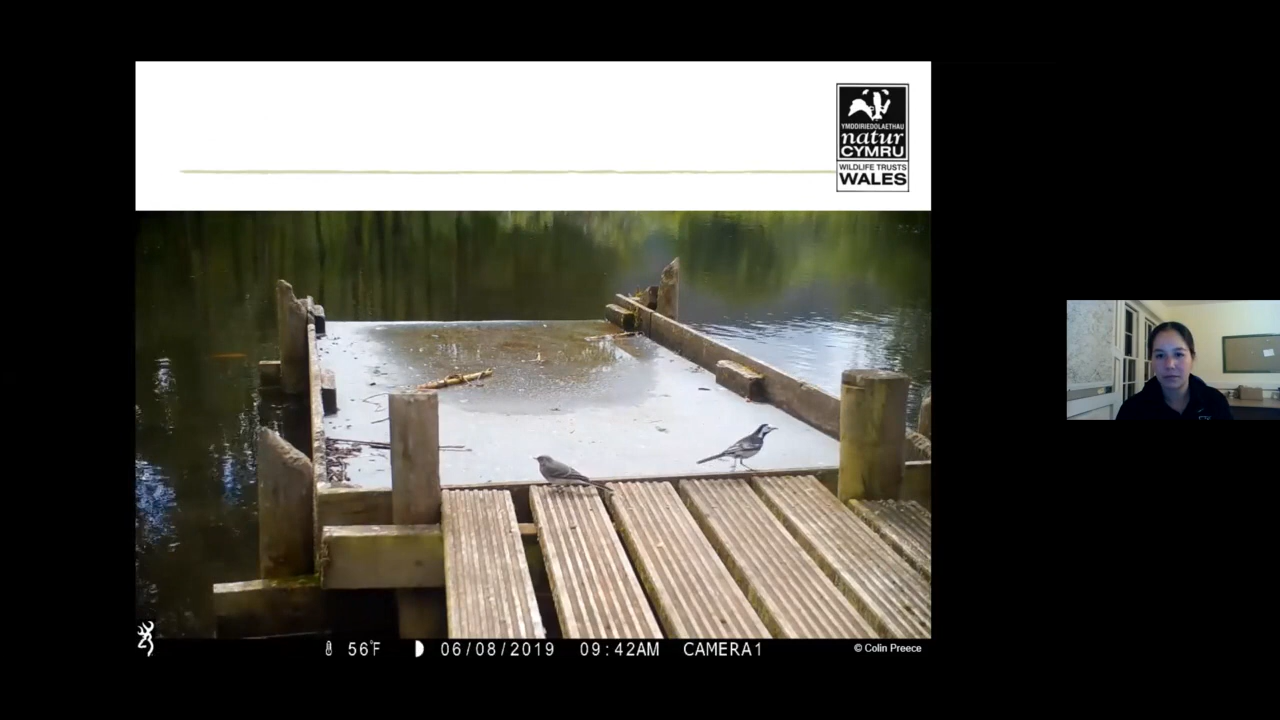 YMDDIRIEDOLAETHAU
natur
CYMRU
WILDLIFE TRUSTS
WALES
56°F 06/08/2019 09:42AM CAMERA1
© Colin Preece